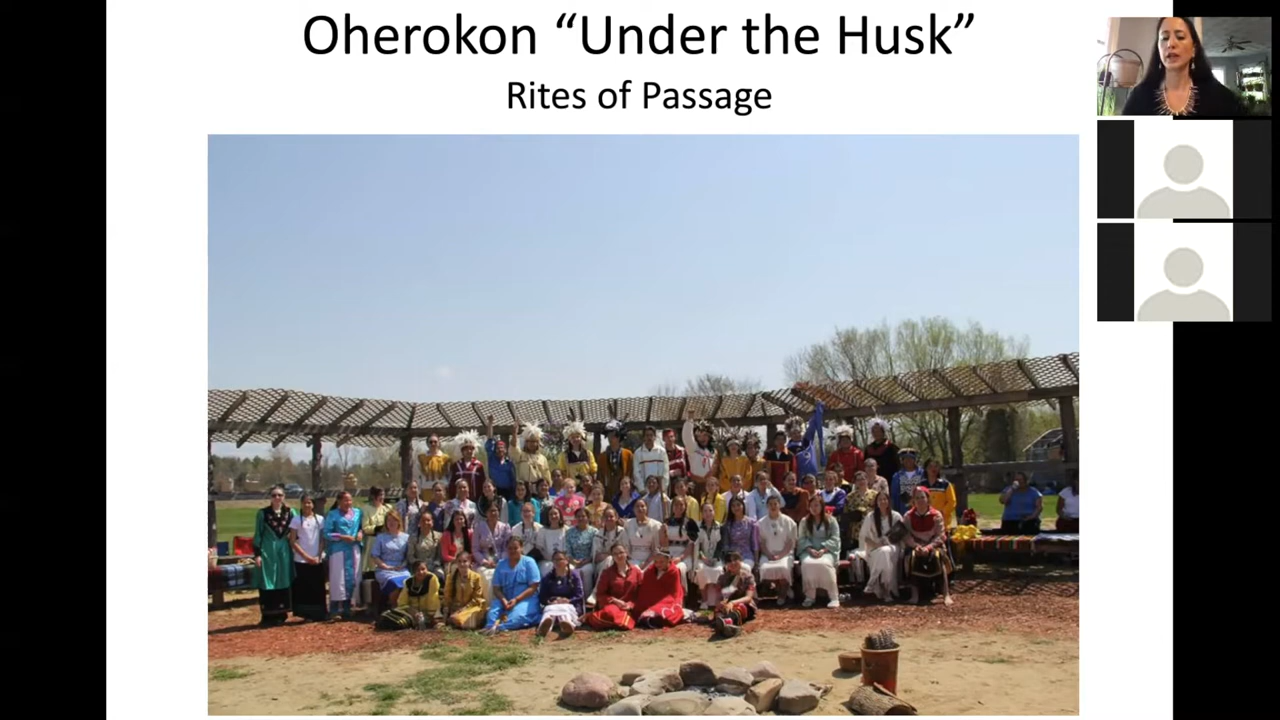 Oherokon “Under the Husk”
Rites of Passage